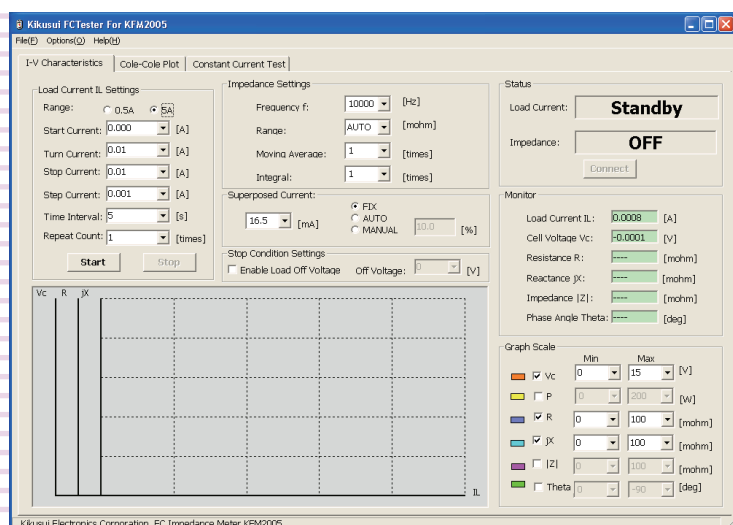 Kikusui FCTester For KFM2005
File(F) Options(O) Help(H)
I-V Characteristics Cole-Cole Plot Constant Current Test
Load Current IL Settings
Range: 0.5A 5A
Start Current: 0.000 [A]
Turn Current: 0.01 [A]
Stop Current: 0.01 [A]
Step Current: 0.001 [A]
Time Interval: 5 [s]
Repeat Count: 1 [times]
Start Stop
Impedance Settings
Frequency f: 10000 [Hz]
Range: AUTO [mohm]
Moving Average: 1 [times]
Integral: 1 [times]
Superposed Current:
16.5 [mA]
FIX
AUTO
MANUAL 10.0 [%]
Stop Condition Settings
Enable Load Off Voltage Off Voltage: 0 [V]
Status
Load Current: Standby
Impedance: OFF
Connect
Monitor
Load Current IL: 0.0008 [A]
Cell Voltage Vc: -0.0001 [V]
Resistance R: ---- [mohm]
Reactance jX: ---- [mohm]
Impedance |Z|: ---- [mohm]
Phase Angle Theta: ---- [deg]
Vc R jX
IL
Graph Scale
Min Max
Vc 0 15 [V]
P 0 200 [W]
R 0 100 [mohm]
jX 0 100 [mohm]
|Z| 0 100 [mohm]
Theta 0 -90 [deg]
Kikusui Electronics Corporation FC Impedance Meter KFM2005